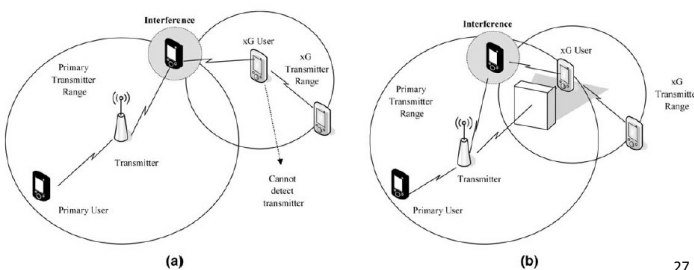 Interference
Primary
Transmitter
Range
xG User
xG
Transmitter
Range
Transmitter
Primary User
Cannot
detect
transmitter
(a)
Interference
xG User
Primary
Transmitter
Range
xG
Transmitte
Range
Transmitter
Primary User
(b)
27